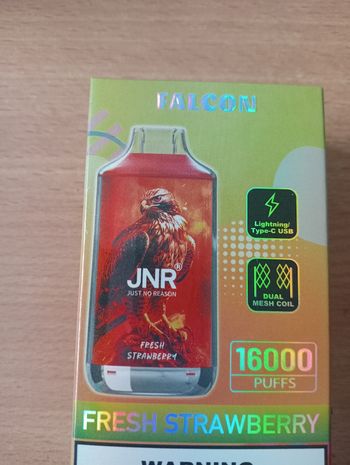 FALCON
JNR®
JUST NO REASON
FRESH
STRAWBERRY
Lightning/
Type-C USB
DUAL
MESH COIL
16000
PUFFS
FRESH STRAWBERRY
WARNING